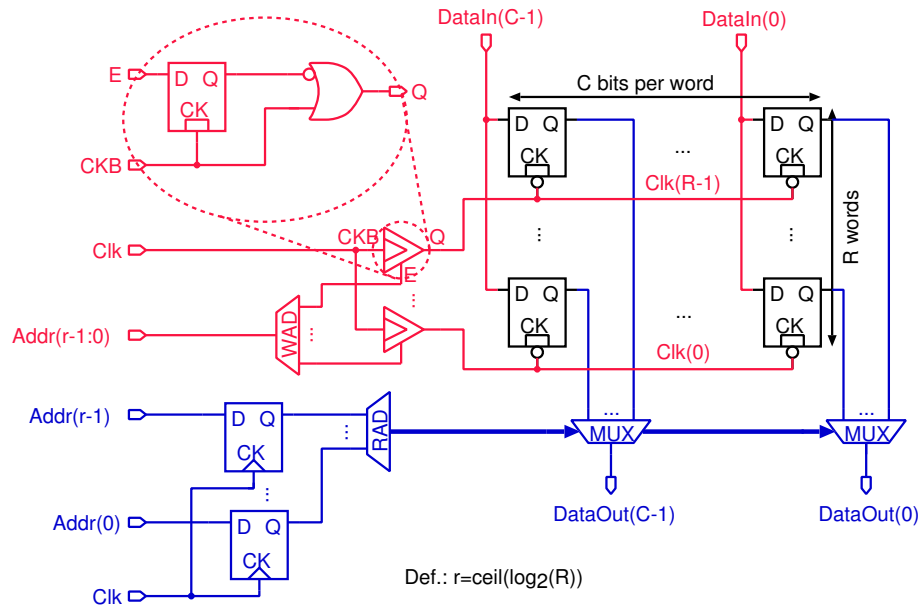 DataIn(C-1)
DataIn(0)
E
D Q
CK
Q
CKB
C bits per word
D Q
CK
...
D Q
CK
Clk(R-1)
R words
Clk
CKB
Q
E
...
...
...
Addr(r-1:0)
WAD
...
D Q
CK
...
D Q
CK
Clk(0)
Addr(r-1)
D Q
CK
...
RAD
...
MUX
...
MUX
...
Addr(0)
D Q
CK
DataOut(C-1)
DataOut(0)
Clk
Def.: r=ceil(log2(R))